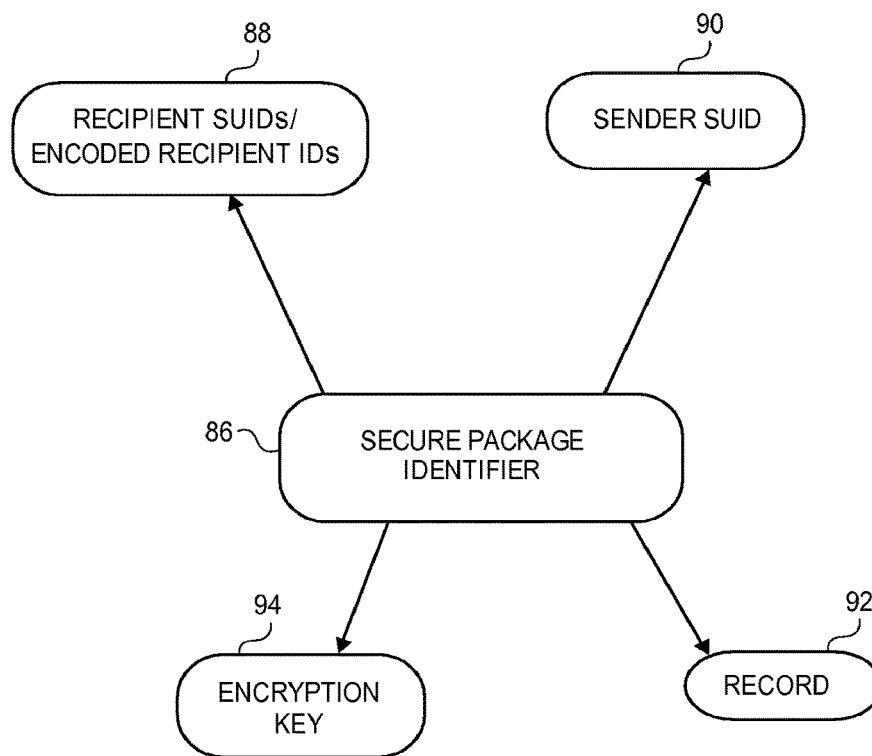 88
RECIPIENT SUIDs/
ENCODED RECIPIENT IDs
90
SENDER SUID
86
SECURE PACKAGE
IDENTIFIER
94
ENCRYPTION
KEY
92
RECORD